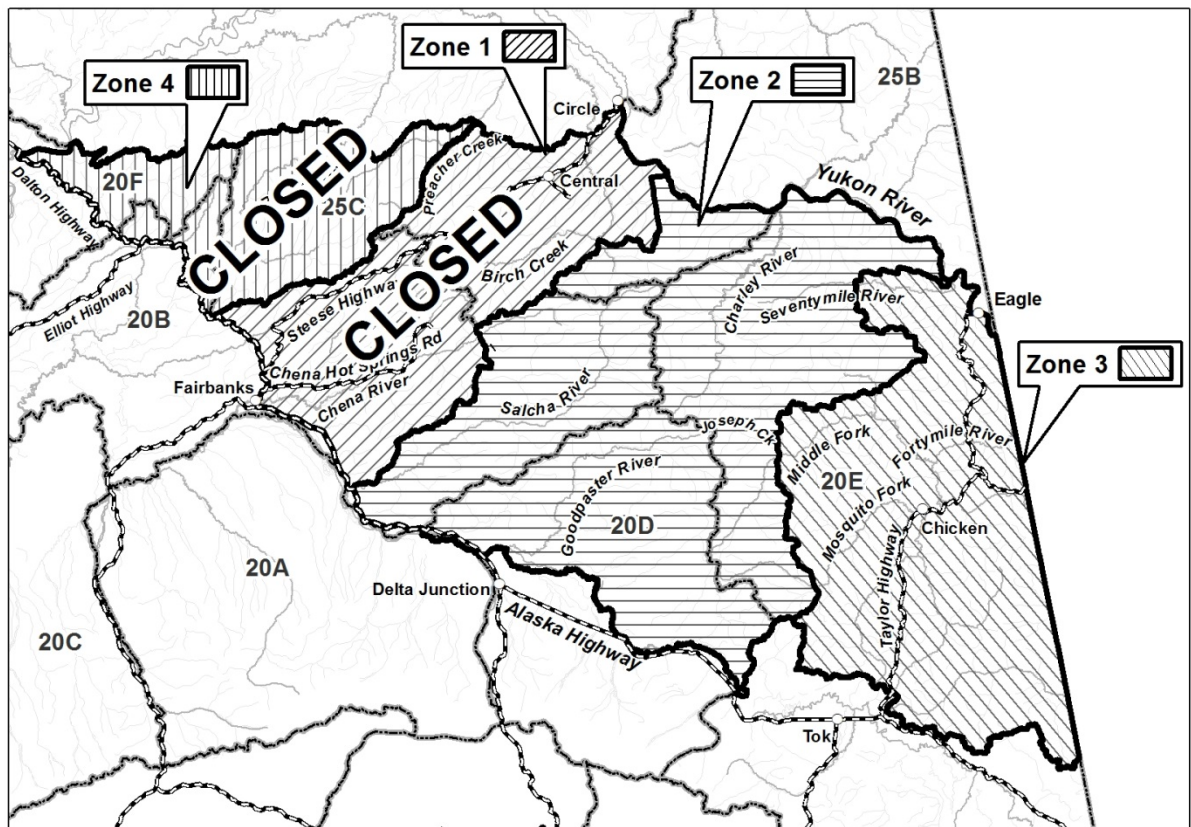 Zone 1
Zone 2
Zone 4
25B
Circle
20F
CLOSED
25C
Preacher Creek
Central
Yukon River
Dalton Highway
CLOSED
Birch Creek
Charley River
Steese Highway
Seventymile River
Eagle
Elliot Highway
20B
Chena Hot Springs Rd
Zone 3
Fairbanks
Chena River
Salcha River
Joseph Ck
Middle Fork
Fortymile River
Goodpaster River
20E
Mosquito Fork
20D
Chicken
20A
Taylor Highway
Delta Junction
Alaska Highway
20C
Tok